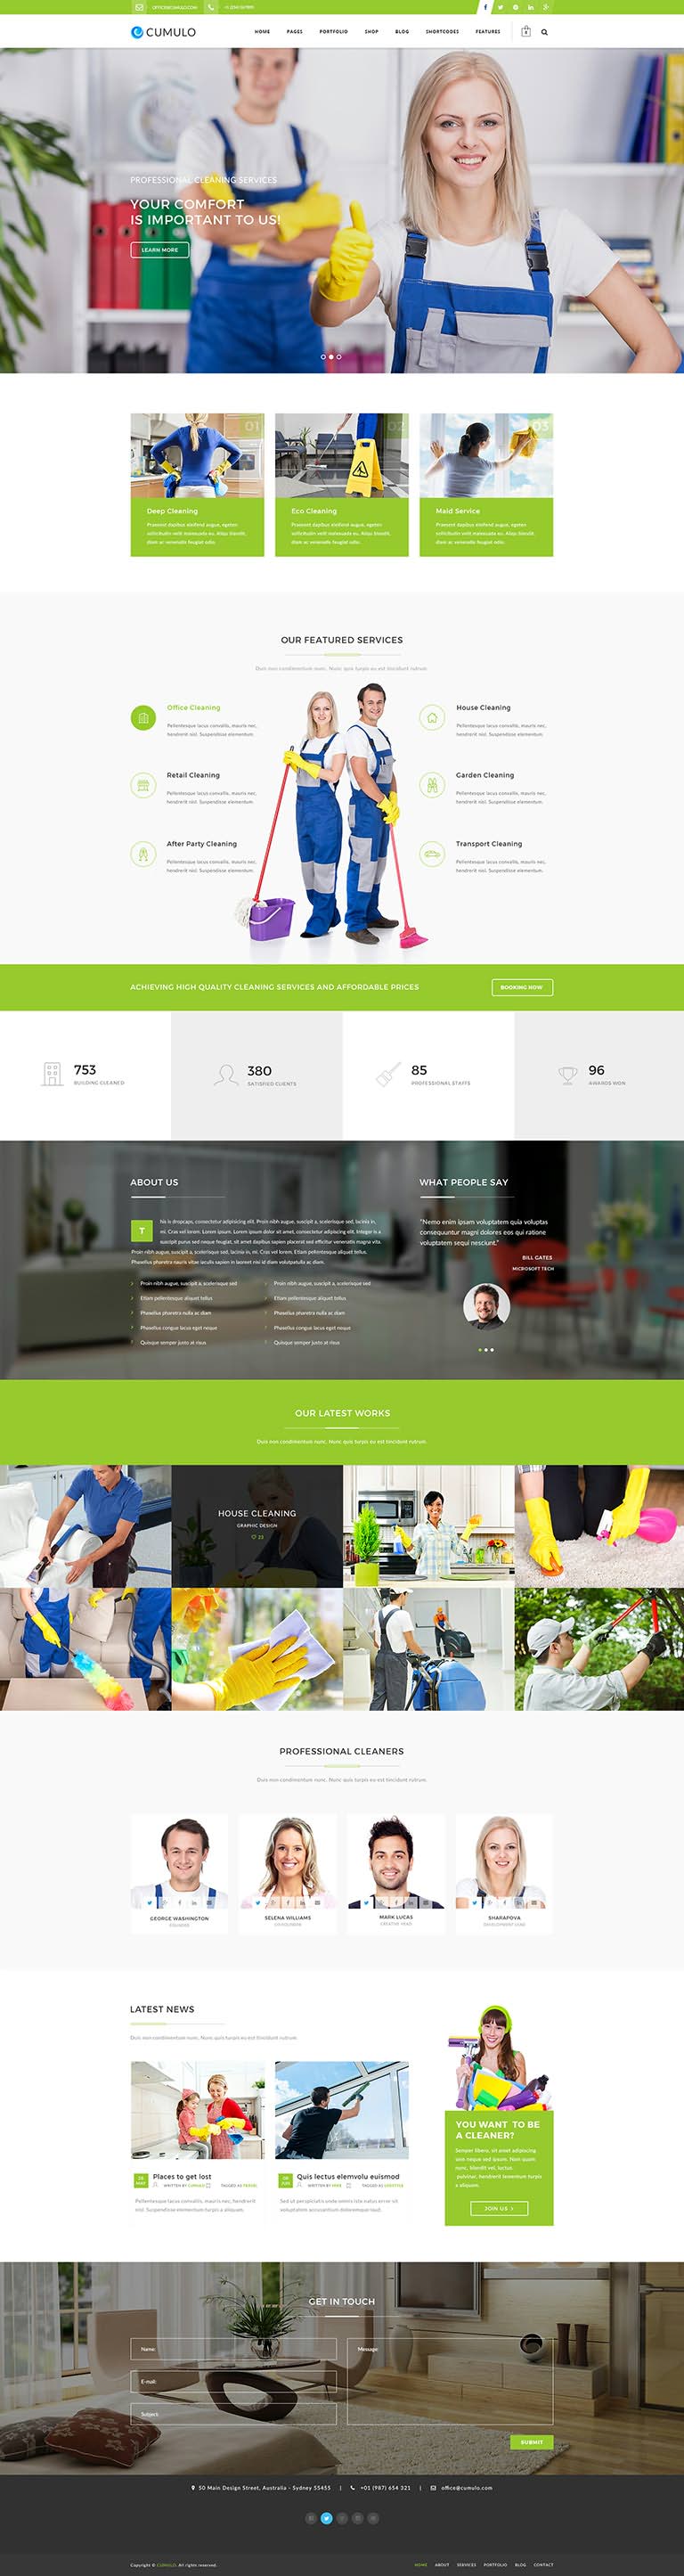 OFFICE@CUMULO.COM
CUMULO
HOME PAGES PORTFOLIO SHOP BLOG SHORTCODES FEATURES
PROFESSIONAL CLEANING SERVICES
YOUR COMFORT
IS IMPORTANT TO US!
LEARN MORE
01
02
03
Deep Cleaning
Praesent dapibus eleifend augue, egeten
sollicitudin velit malesuada eu. Aliqu blandit,
diam ac venenatis feugiat odio.
Eco Cleaning
Praesent dapibus eleifend augue, egeten
sollicitudin velit malesuada eu. Aliqu blandit,
diam ac venenatis feugiat odio.
Maid Service
Praesent dapibus eleifend augue, egeten
sollicitudin velit malesuada eu. Aliqu blandit,
diam ac venenatis feugiat odio.
OUR FEATURED SERVICES
Duis non condimentum nunc. Nunc quis turpis eu est tincidunt rutrum.
Office Cleaning
Pellentesque lacus convallis, mauris nec,
hendrerit nisl. Suspendisse elementum.
House Cleaning
Pellentesque lacus convallis, mauris nec,
hendrerit nisl. Suspendisse elementum.
Retail Cleaning
Pellentesque lacus convallis, mauris nec,
hendrerit nisl. Suspendisse elementum.
Garden Cleaning
Pellentesque lacus convallis, mauris nec,
hendrerit nisl. Suspendisse elementum.
After Party Cleaning
Pellentesque lacus convallis, mauris nec,
hendrerit nisl. Suspendisse elementum.
Transport Cleaning
Pellentesque lacus convallis, mauris nec,
hendrerit nisl. Suspendisse elementum.
ACHIEVING HIGH QUALITY CLEANING SERVICES AND AFFORDABLE PRICES
BOOKING NOW
753
BUILDING CLEANED
380
SATISFIED CLIENTS
85
PROFESSIONAL STAFFS
96
AWARDS WON
ABOUT US
T
his is dropcaps, consectetur adipisicing elit. Proin nibh augue, suscipit a, scelerisque sed, lacinia in,
mi. Cras vel lorem. Lorem ipsum. Lorem ipsum dolor sit amet, consectetur adipisicing elit. Integer is a
suscipit purus sed feugiat suscipit, sit amet dapibus sapien placerat sed efficitur venenatis magna vita.
Proin nibh augue, suscipit a, scelerisque sed, lacinia in, mi. Cras vel lorem. Etiam pellentesque aliquet tellus.
Phasellus pharetra nauris vitae iaculis sapien in laoreet nisi id diam volutpatulla ac diam.
Proin nibh augue, suscipit a, scelerisque sed
Etiam pellentesque aliquet tellus
Phasellus pharetra nulla ac diam
Phasellus congue lacus eget neque
Quisque semper justo at risus
Proin nibh augue, suscipit a, scelerisque sed
Etiam pellentesque aliquet tellus
Phasellus pharetra nulla ac diam
Phasellus congue lacus eget neque
Quisque semper justo at risus
WHAT PEOPLE SAY
"Nemo enim ipsam voluptatem quia voluptas
consequuntur magni dolores eos qui ratione
voluptatem sequi nesciunt."
BILL GATES
MICROSOFT TECH
OUR LATEST WORKS
Duis non condimentum nunc. Nunc quis turpis eu est tincidunt rutrum.
HOUSE CLEANING
GRAPHIC DESIGN
23
PROFESSIONAL CLEANERS
Duis non condimentum nunc. Nunc quis turpis eu est tincidunt rutrum.
GEORGE WASHINGTON
SELENA WILLIAMS
MARK LUCAS
CREATIVE HEAD
SHARAPOVA
LATEST NEWS
Duis non condimentum nunc. Nunc quis turpis eu est tincidunt rutrum.
Places to get lost
WRITTEN BY CUMULO TAGGED AS TRAVEL
Pellentesque lacus convallis, mauris nec, hendrerit
nisl. Suspendisse elementum turpis a aliquam.
Quis lectus elemvolu euismod
WRITTEN BY MIKE TAGGED AS LIFESTYLE
Sed ut perspiciatis unde omnis iste natus error sit
voluptatem accusantium doloremque
YOU WANT TO BE
A CLEANER?
Semper libero, sit amet adipiscing
sem neque sed ipsum. Nam quam
nunc, blandit vel, luctus
pulvinar, hendrerit loventum turpis
a aliquam.
JOIN US >
GET IN TOUCH
Name:
E-mail:
Subject:
Message:
SUBMIT
50 Main Design Street, Australia - Sydney 55455 | +01 (987) 654 321 | office@cumulo.com
Copyright © CUMULO. All rights reserved.
HOME ABOUT SERVICES PORTFOLIO BLOG CONTACT